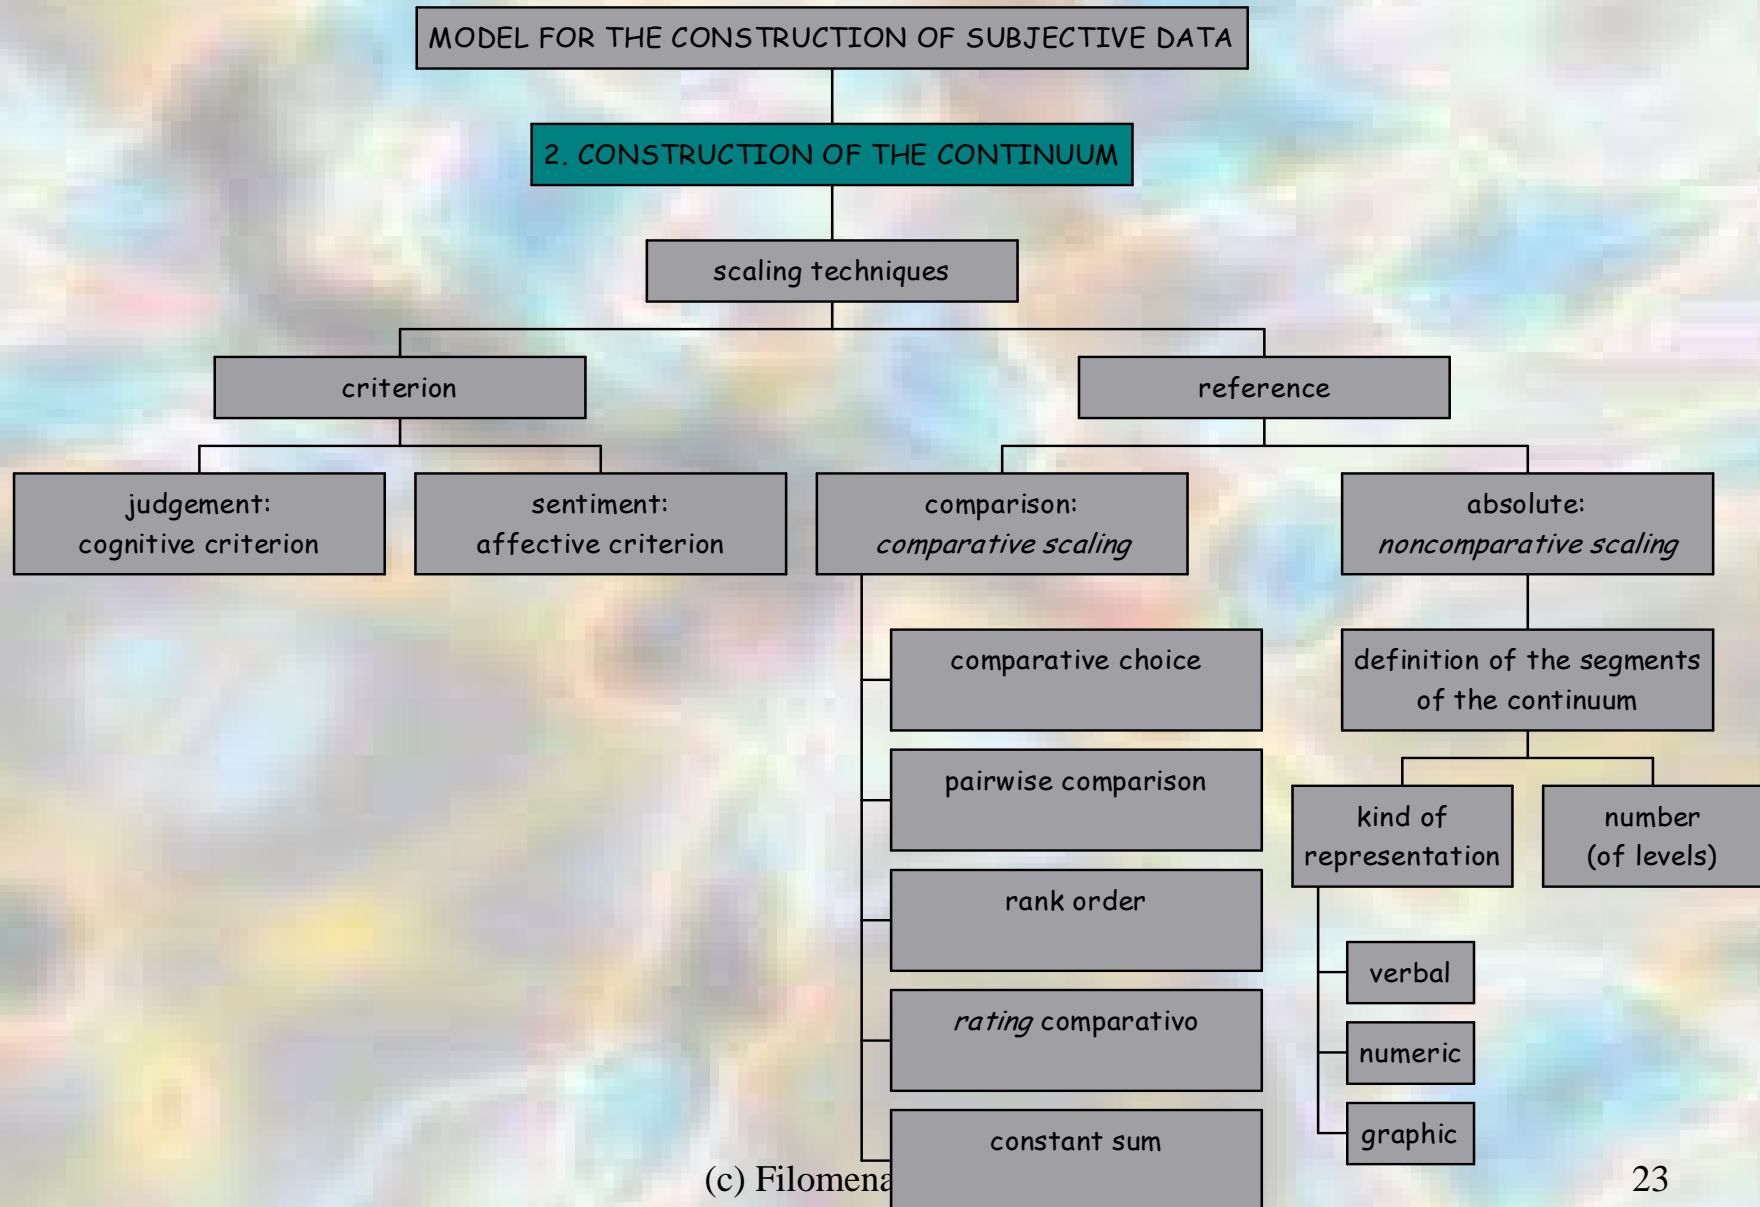 MODEL FOR THE CONSTRUCTION OF SUBJECTIVE DATA
2. CONSTRUCTION OF THE CONTINUUM
scaling techniques
criterion
reference
judgement:
cognitive criterion
sentiment:
affective criterion
comparison:
comparative scaling
absolute:
noncomparative scaling
comparative choice
pairwise comparison
rank order
rating comparativo
constant sum
definition of the segments
of the continuum
kind of
representation
number
(of levels)
verbal
numeric
graphic
(c) Filomena
23